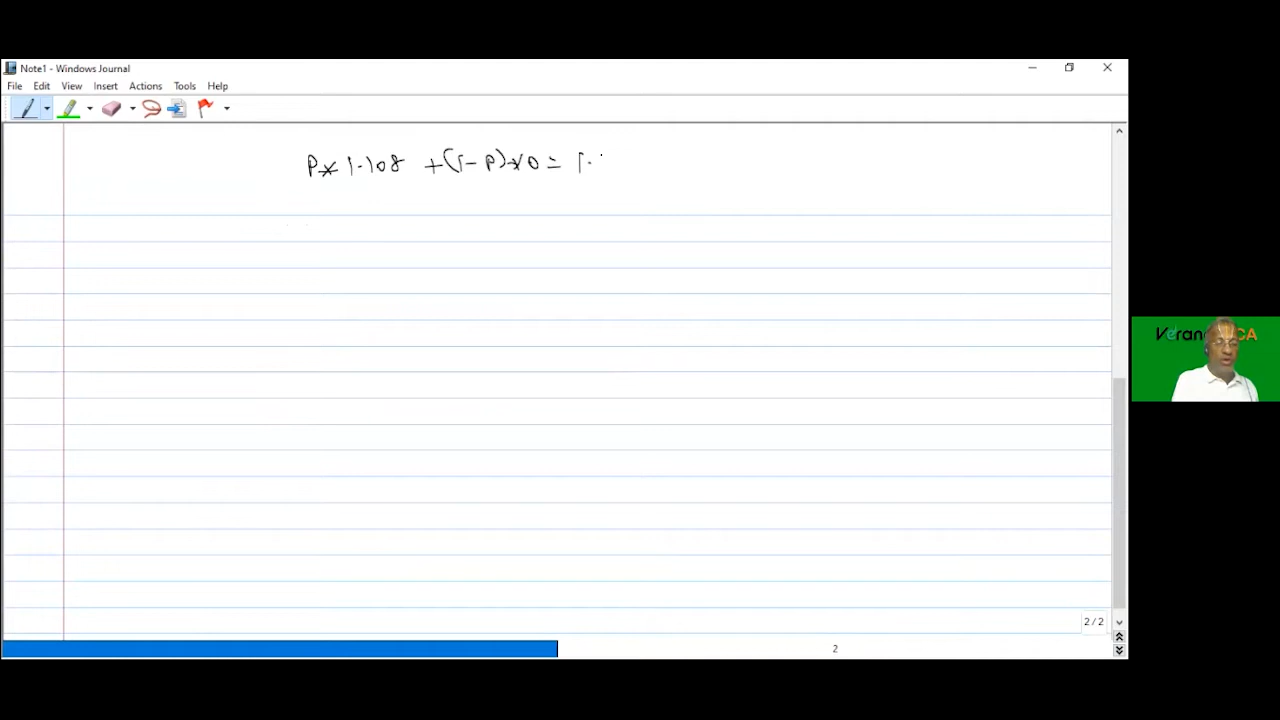 Note1 - Windows Journal
File Edit View Insert Actions Tools Help
P* 1.108 + (1-P)*0 = 1.
2 / 2
2